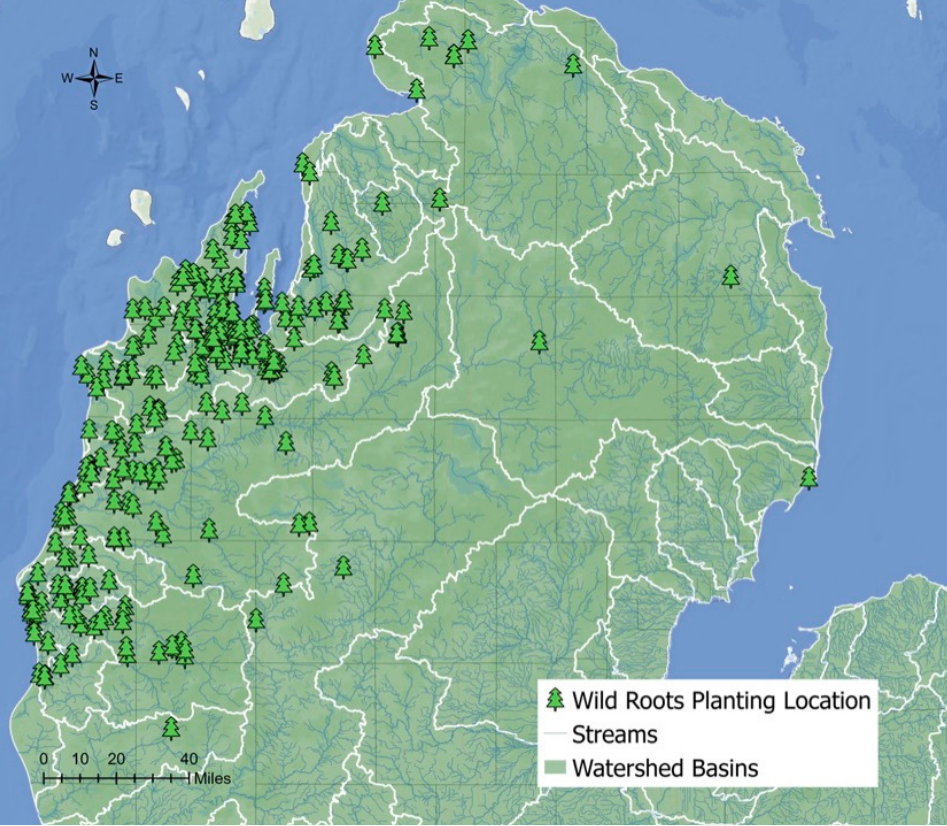 N
W E
S
Wild Roots Planting Location
Streams
Watershed Basins
0 10 20 40
Miles